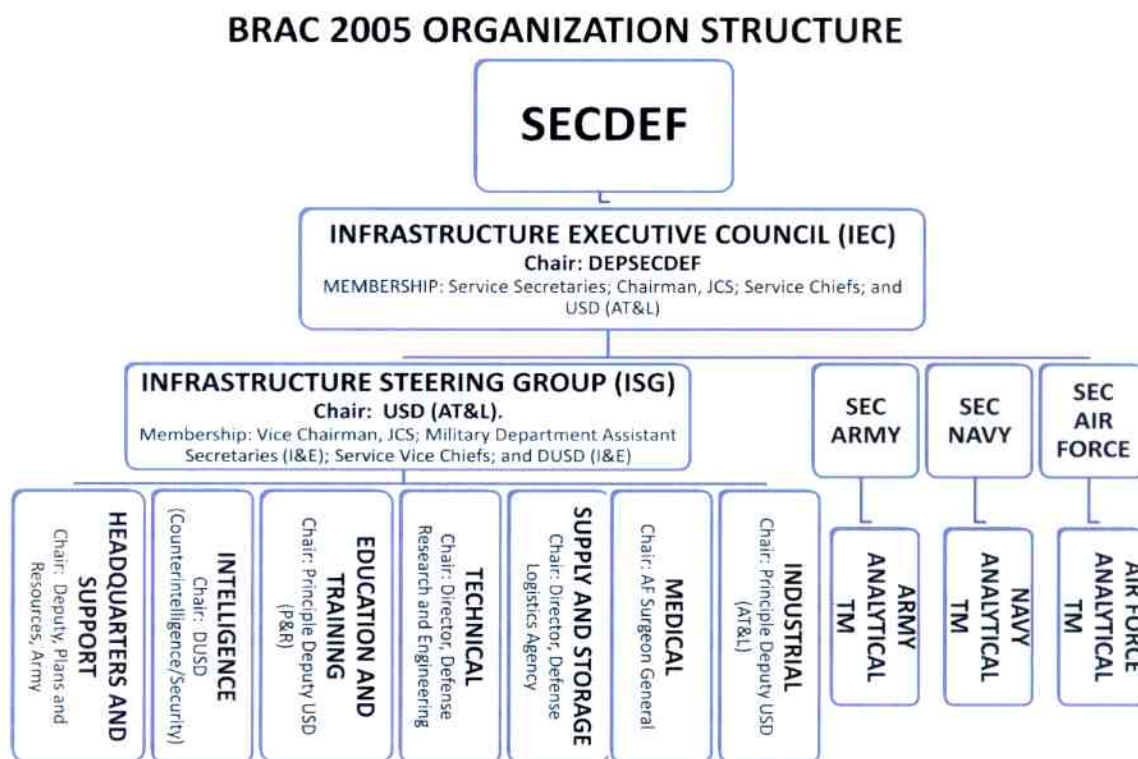 BRAC 2005 ORGANIZATION STRUCTURE
SECDEF
INFRASTRUCTURE EXECUTIVE COUNCIL (IEC)
Chair: DEPSECDEF
MEMBERSHIP: Service Secretaries; Chairman, JCS; Service Chiefs; and
USD (AT&L)
INFRASTRUCTURE STEERING GROUP (ISG)
Chair: USD (AT&L).
Membership: Vice Chairman, JCS; Military Department Assistant
Secretaries (I&E); Service Vice Chiefs; and DUSD (I&E)
SEC
ARMY
SEC
NAVY
SEC
AIR
FORCE
HEADQUARTERS AND
SUPPORT
Chair: Deputy, Plans and
Resources, Army
INTELLIGENCE
Chair: DUSD
(Counterintelligence/Security)
EDUCATION AND
TRAINING
Chair: Principle Deputy USD
(P&R)
TECHNICAL
Chair: Director, Defense
Research and Engineering
SUPPLY AND STORAGE
Chair: Director, Defense
Logistics Agency
MEDICAL
Chair: AF Surgeon General
INDUSTRIAL
Chair: Principle Deputy USD
(AT&L)
ARMY
ANALYTICAL
TM
NAVY
ANALYTICAL
TM
AIR FORCE
ANALYTICAL
TM